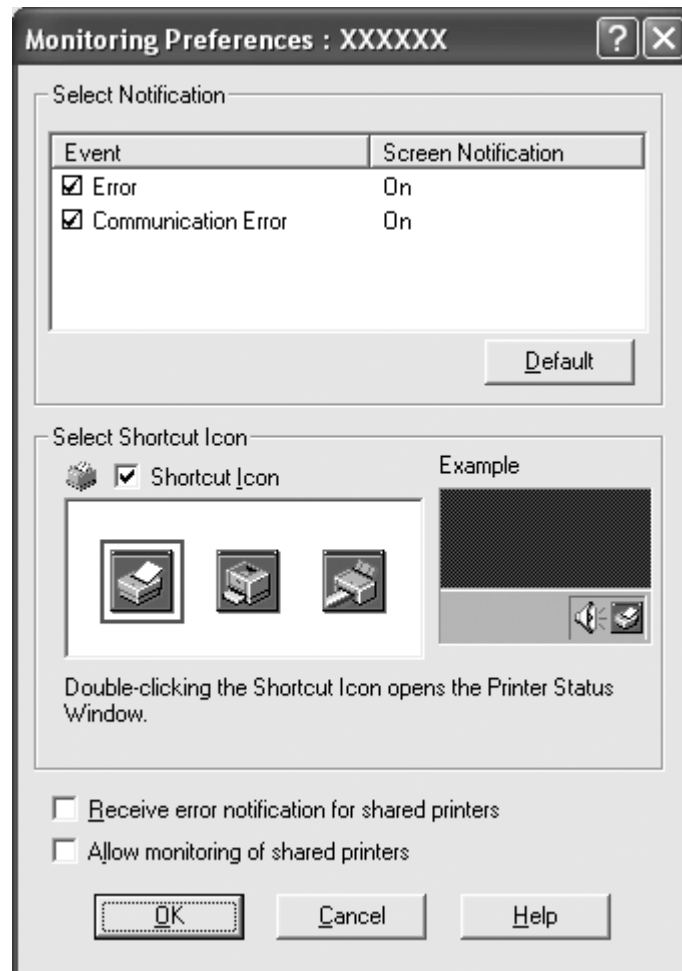 Monitoring Preferences : XXXXXX
Select Notification
Event Screen Notification
Error On
Communication Error On
Default
Select Shortcut Icon
Shortcut Icon
Example
Double-clicking the Shortcut Icon opens the Printer Status
Window.
Receive error notification for shared printers
Allow monitoring of shared printers
OK Cancel Help